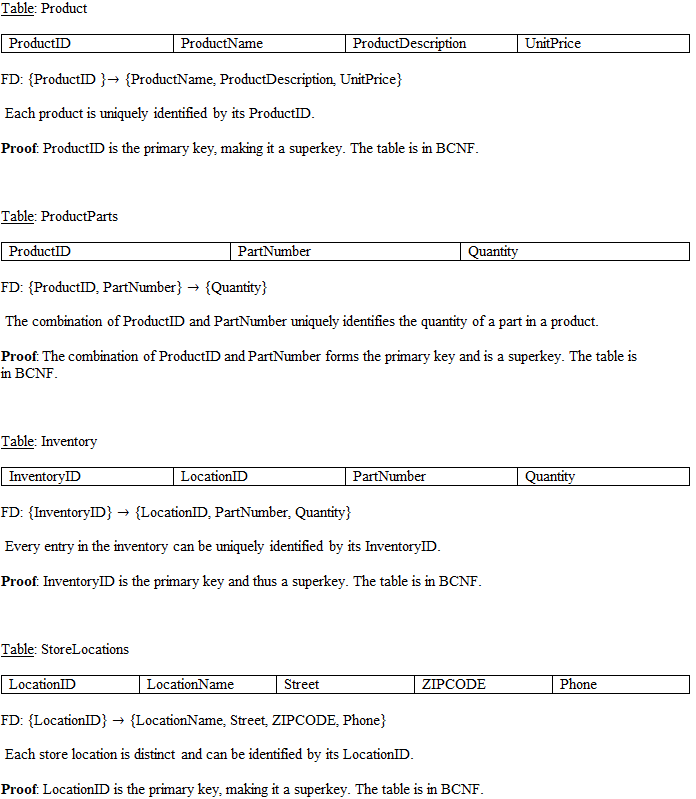 Table: Product
ProductID ProductName ProductDescription UnitPrice
FD: {ProductID }→ {ProductName, ProductDescription, UnitPrice}
Each product is uniquely identified by its ProductID.
Proof: ProductID is the primary key, making it a superkey. The table is in BCNF.
Table: ProductParts
ProductID PartNumber Quantity
FD: {ProductID, PartNumber} → {Quantity}
The combination of ProductID and PartNumber uniquely identifies the quantity of a part in a product.
Proof: The combination of ProductID and PartNumber forms the primary key and is a superkey. The table is
in BCNF.
Table: Inventory
InventoryID LocationID PartNumber Quantity
FD: {InventoryID} → {LocationID, PartNumber, Quantity}
Every entry in the inventory can be uniquely identified by its InventoryID.
Proof: InventoryID is the primary key and thus a superkey. The table is in BCNF.
Table: StoreLocations
LocationID LocationName Street ZIPCODE Phone
FD: {LocationID} → {LocationName, Street, ZIPCODE, Phone}
Each store location is distinct and can be identified by its LocationID.
Proof: LocationID is the primary key, making it a superkey. The table is in BCNF.